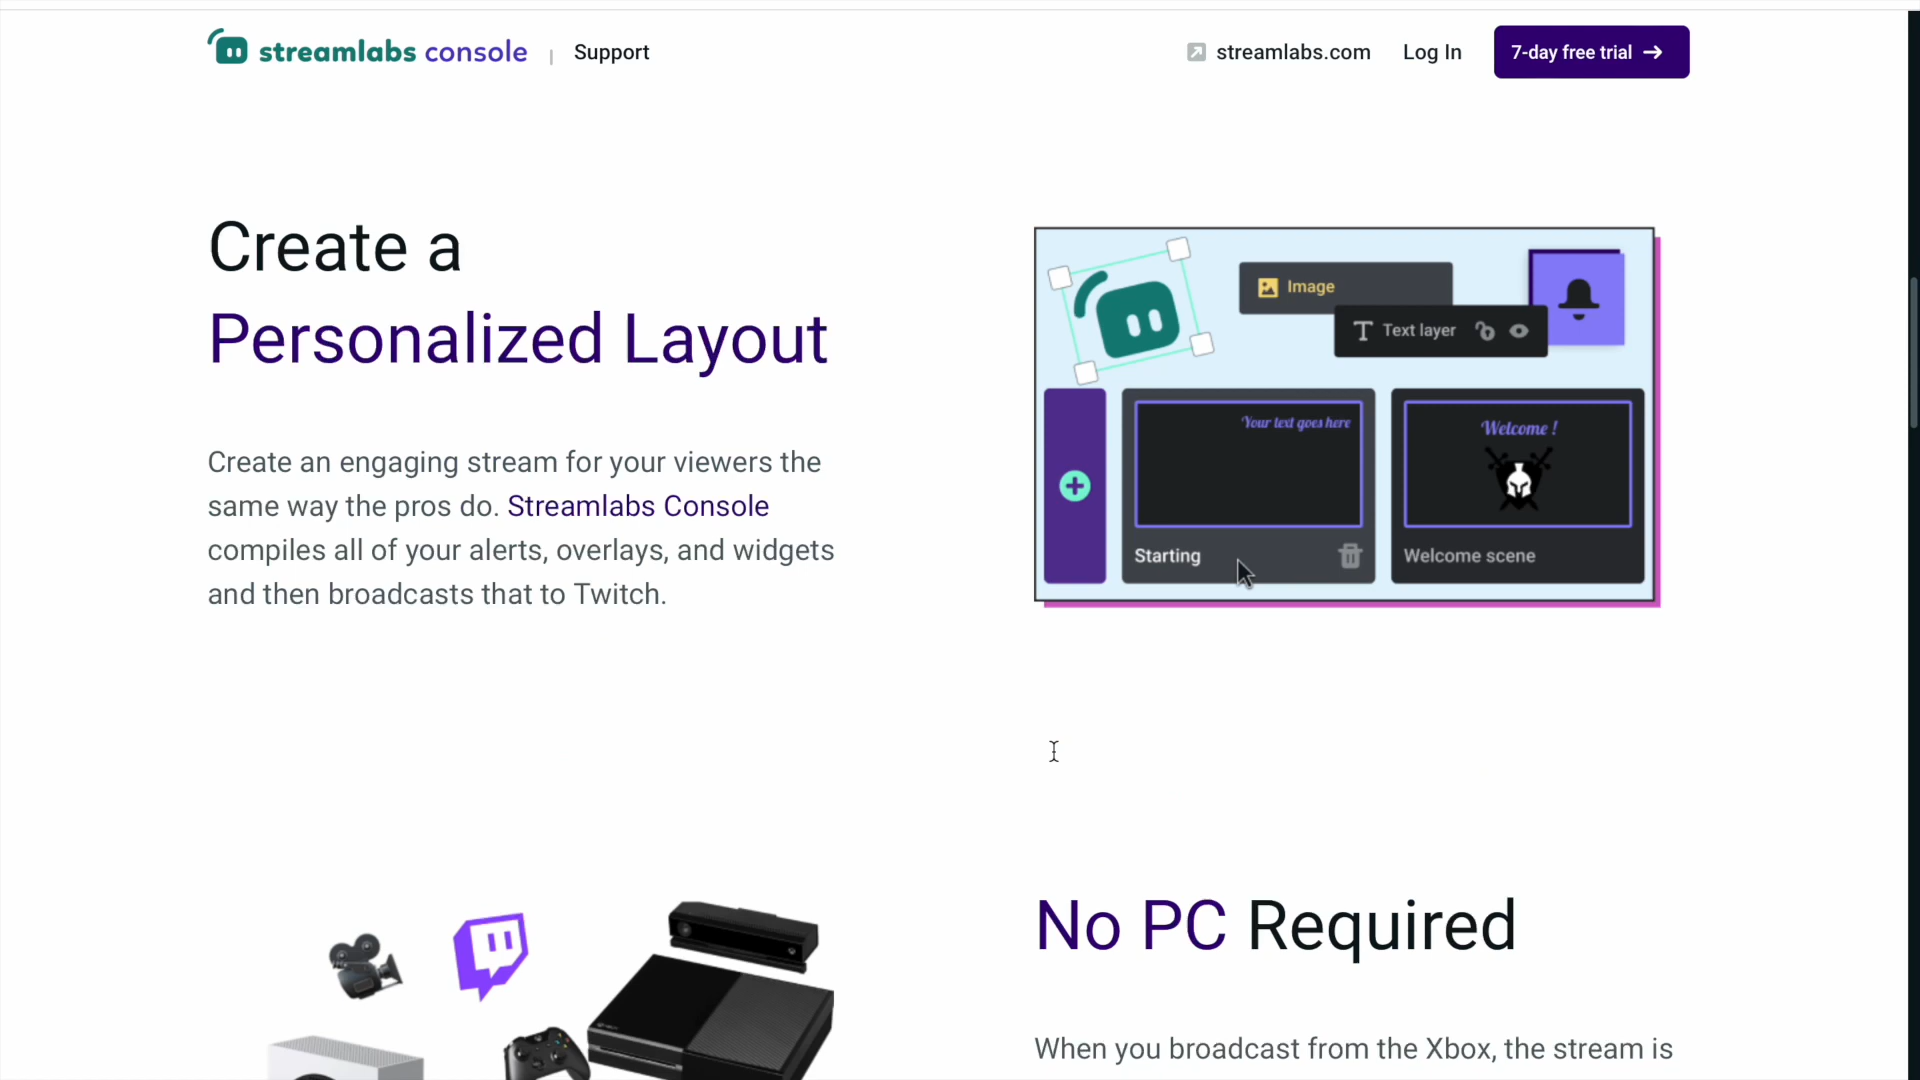 streamlabs console | Support
streamlabs.com Log In 7-day free trial
Create a
Personalized Layout
Create an engaging stream for your viewers the
same way the pros do. Streamlabs Console
compiles all of your alerts, overlays, and widgets
and then broadcasts that to Twitch.
Image
Text layer
Your text goes here
Welcome !
Starting
Welcome scene
No PC Required
When you broadcast from the Xbox, the stream is